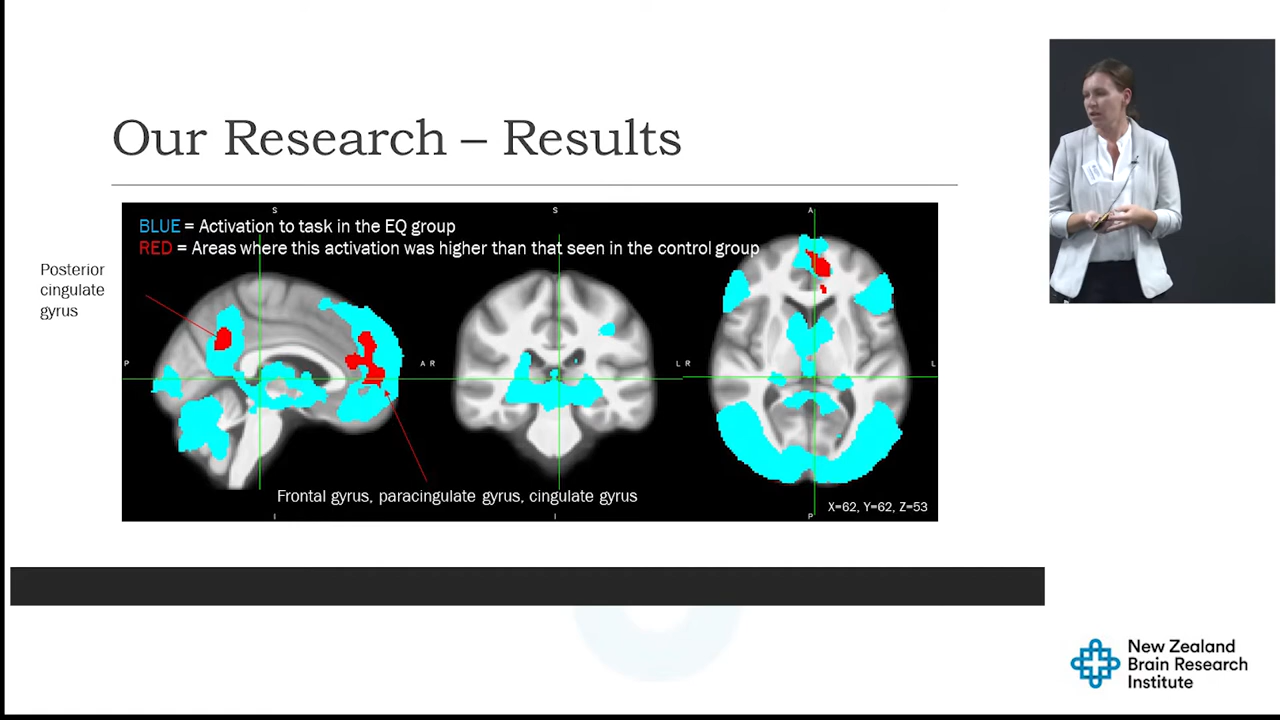 Our Research – Results
S
S
A
BLUE = Activation to task in the EQ group
RED = Areas where this activation was higher than that seen in the control group
Posterior
cingulate
gyrus
P
A R
L R
L
Frontal gyrus, paracingulate gyrus, cingulate gyrus
X=62, Y=62, Z=53
I
I
P
New Zealand
Brain Research
Institute